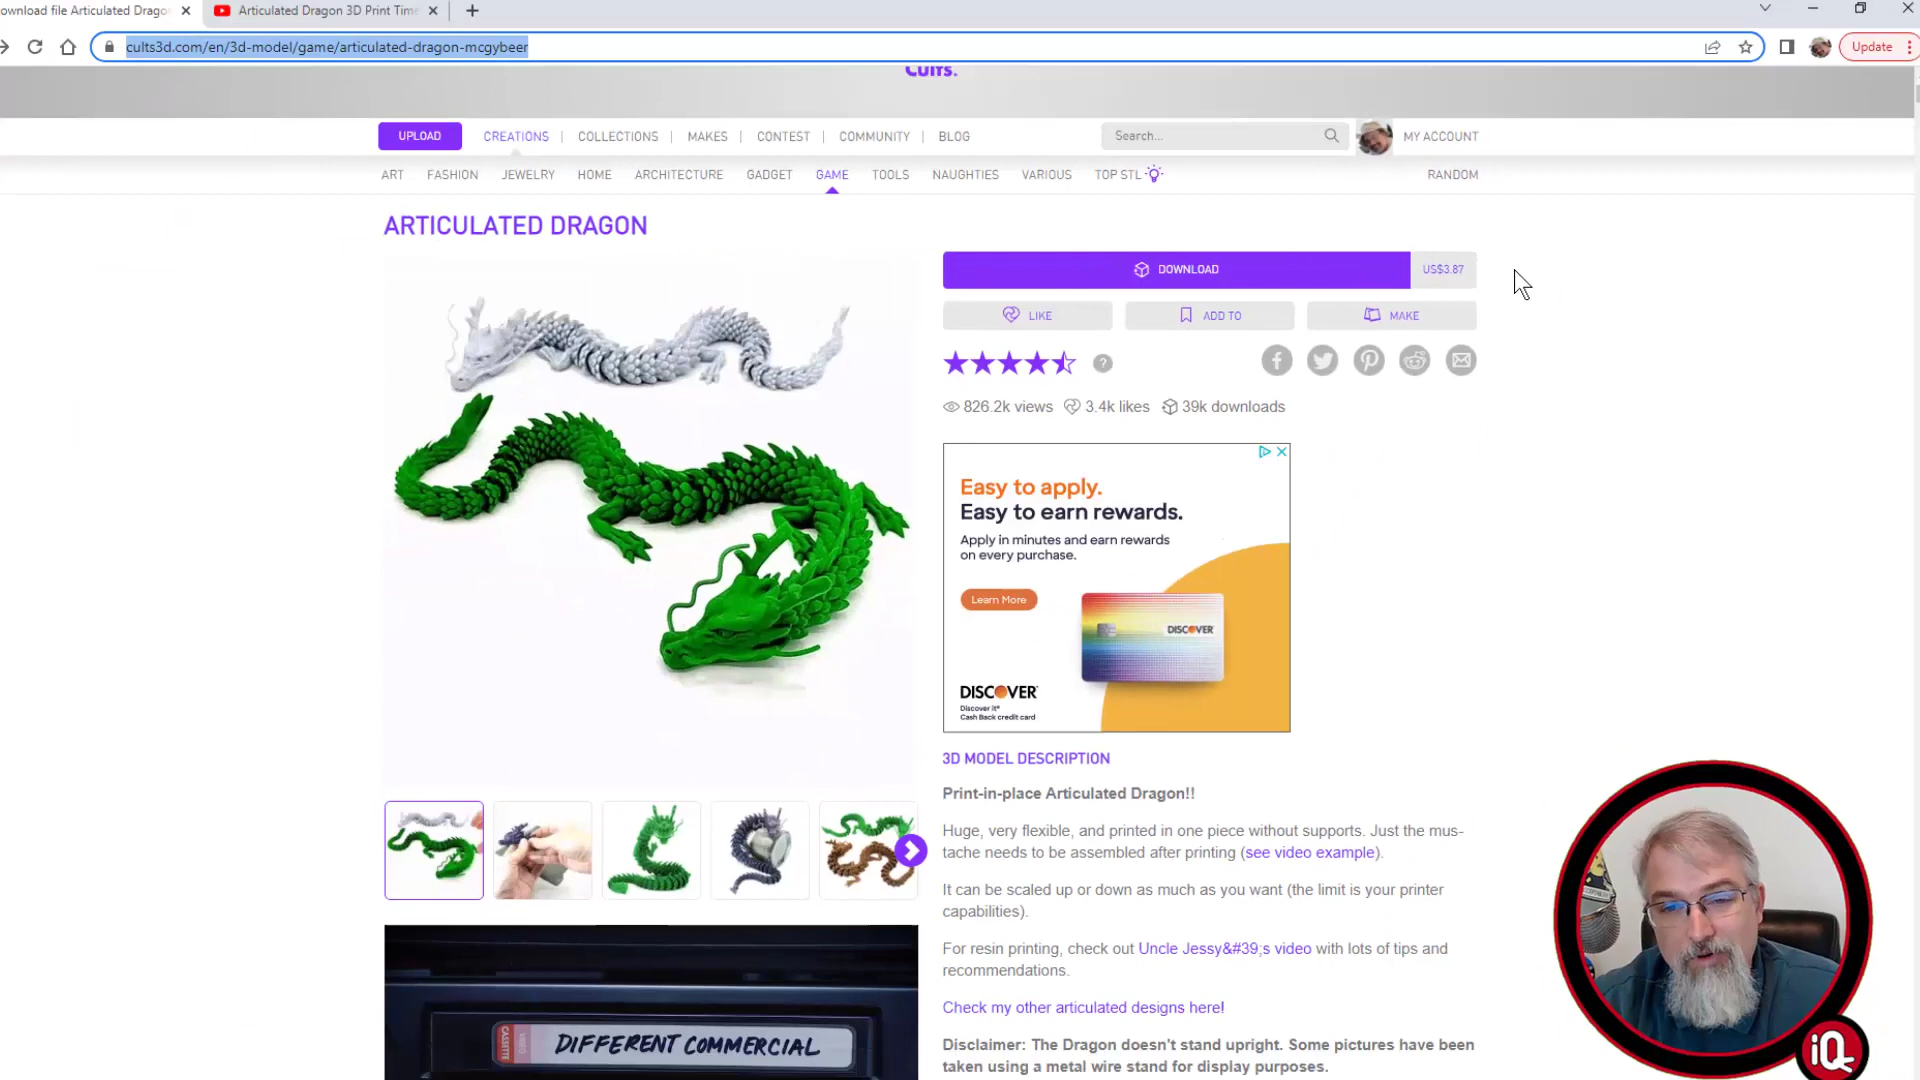 ownload file Articulated Drago
Articulated Dragon 3D Print Time
cults3d.com/en/3d-model/game/articulated-dragon-mcgybeer
Update
Cults.
UPLOAD
CREATIONS | COLLECTIONS | MAKES | CONTEST | COMMUNITY | BLOG
Search...
MY ACCOUNT
ART FASHION JEWELRY HOME ARCHITECTURE GADGET GAME TOOLS NAUGHTIES VARIOUS TOP STL
RANDOM
ARTICULATED DRAGON
DOWNLOAD
US$3.87
LIKE
ADD TO
MAKE
826.2k views 3.4k likes 39k downloads
Easy to apply.
Easy to earn rewards.
Apply in minutes and earn rewards
on every purchase.
Learn More
DISCOVER
DISCOVER
Discover it®
Cash Back credit card
3D MODEL DESCRIPTION
Print-in-place Articulated Dragon!!
Huge, very flexible, and printed in one piece without supports. Just the mus-
tache needs to be assembled after printing (see video example).
It can be scaled up or down as much as you want (the limit is your printer
capabilities).
For resin printing, check out Uncle Jessy&#39;s video with lots of tips and
recommendations.
Check my other articulated designs here!
Disclaimer: The Dragon doesn't stand upright. Some pictures have been
taken using a metal wire stand for display purposes.
CASSETTE
VIDEO
DIFFERENT COMMERCIAL
iQ